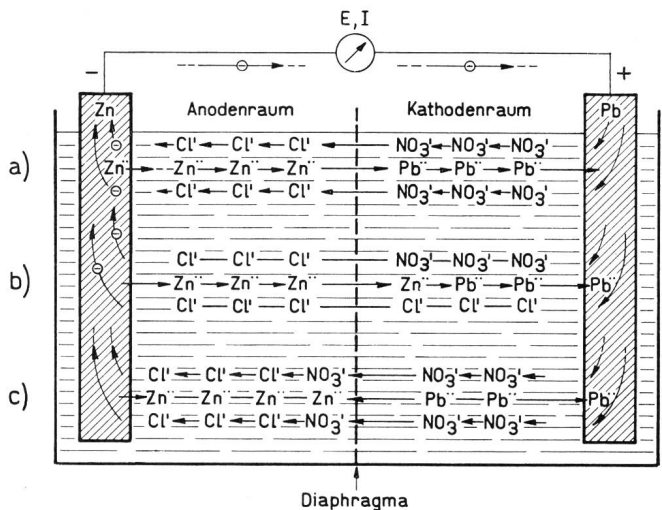 E, I
− ⊖ ⊖ +
Zn Anodenraum Kathodenraum Pb
⊖ Cl' Cl' Cl' NO₃' NO₃' NO₃'
a) Zn¨ Zn¨ Zn¨ Zn¨ Pb¨ Pb¨ Pb¨
⊖ Cl' Cl' Cl' NO₃' NO₃' NO₃'
⊖
⊖ Cl' Cl' Cl' NO₃' NO₃' NO₃'
b) Zn¨ Zn¨ Zn¨ Zn¨ Pb¨ Pb¨ Pb¨
Cl' Cl' Cl' Cl' Cl' Cl'
Cl' Cl' Cl' NO₃' NO₃' NO₃'
c) Zn¨ Zn¨ Zn¨ Zn¨ Pb¨ Pb¨ Pb¨
Cl' Cl' Cl' NO₃' NO₃' NO₃'
Diaphragma